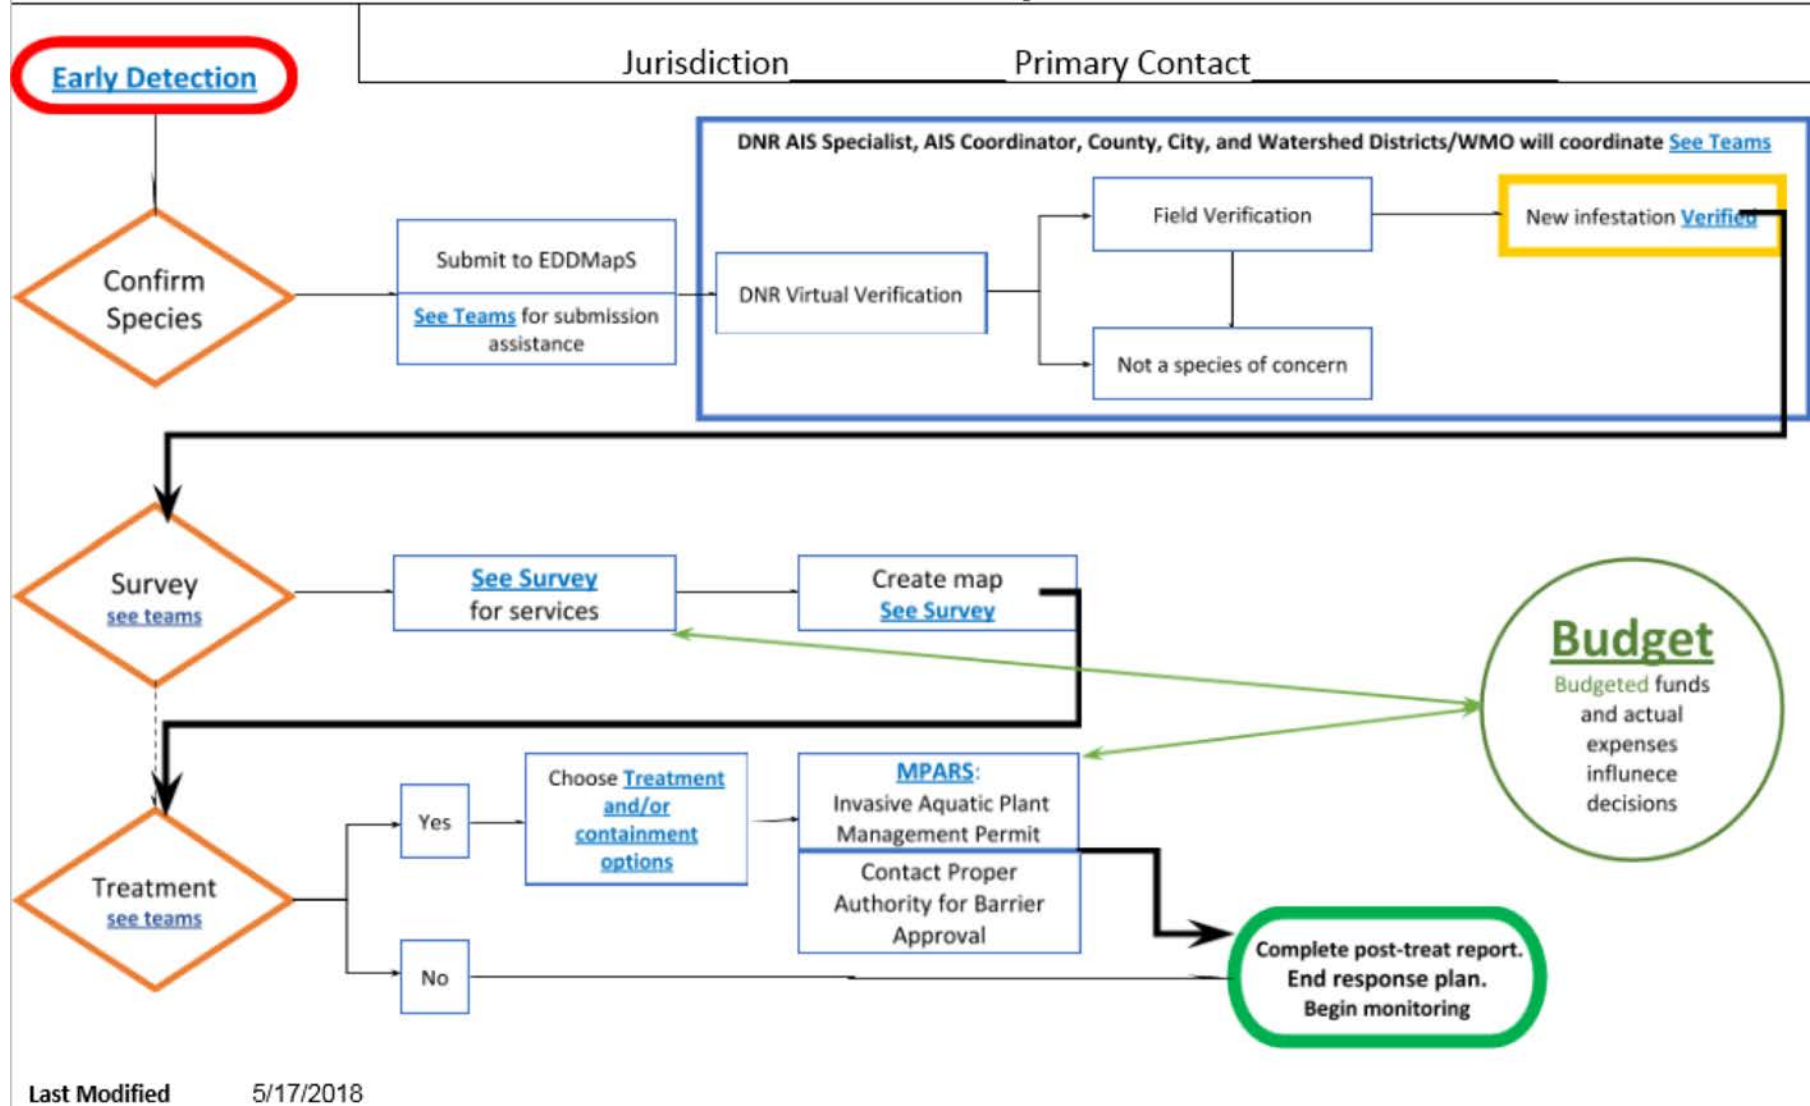 Jurisdiction____________ Primary Contact_________________
Early Detection
DNR AIS Specialist, AIS Coordinator, County, City, and Watershed Districts/WMO will coordinate See Teams
Confirm
Species
Submit to EDDMapS
See Teams for submission
assistance
DNR Virtual Verification
Field Verification
Not a species of concern
New infestation Verified
Survey
see teams
See Survey
for services
Create map
See Survey
Budget
Budgeted funds
and actual
expenses
influnece
decisions
Treatment
see teams
Yes
No
Choose Treatment
and/or
containment
options
MPARS:
Invasive Aquatic Plant
Management Permit
Contact Proper
Authority for Barrier
Approval
Complete post-treat report.
End response plan.
Begin monitoring
Last Modified 5/17/2018